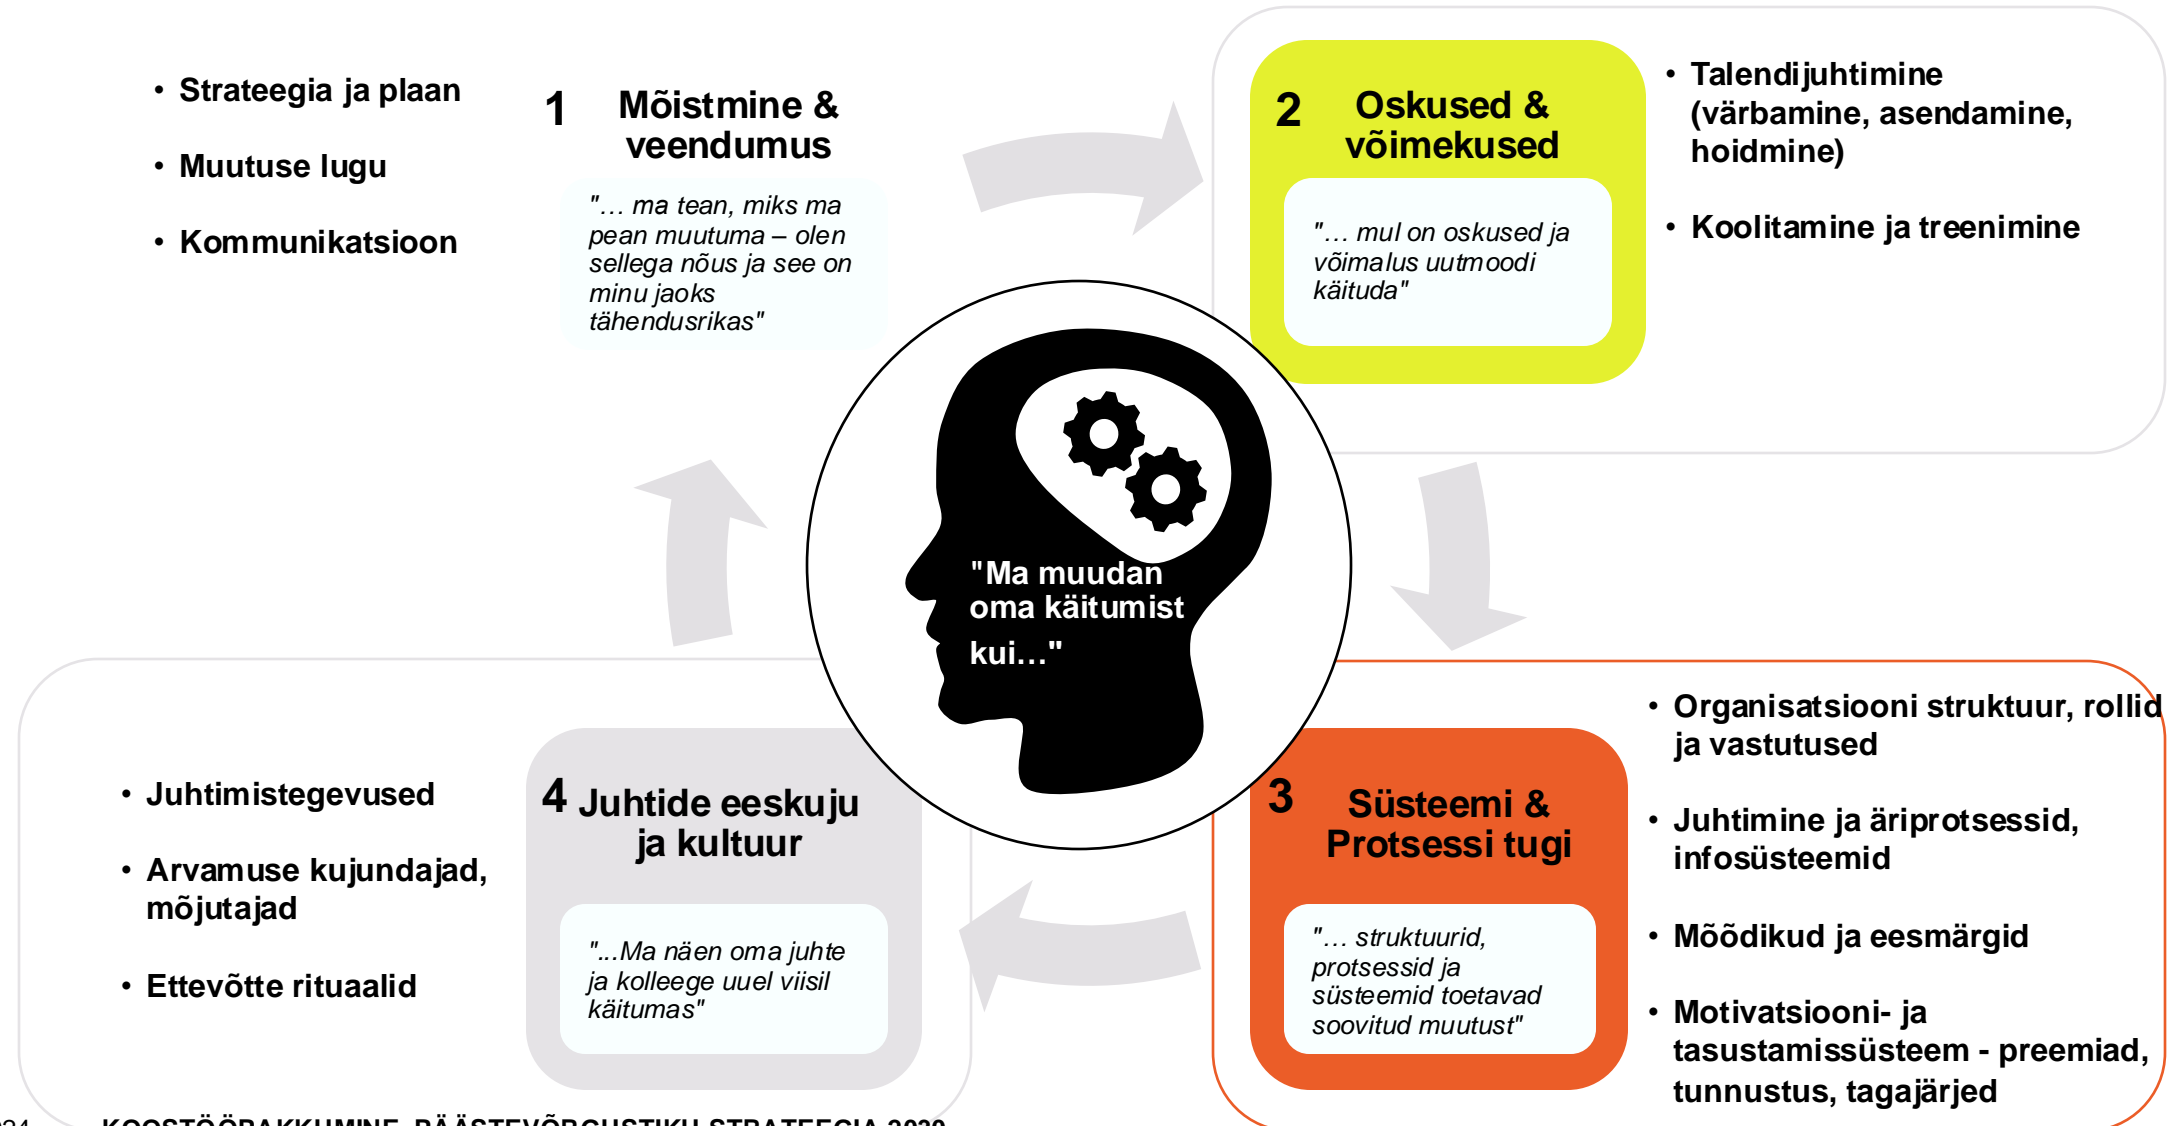 • Strateegia ja plaan
• Muutuse lugu
• Kommunikatsioon
1
Mõistmine &
veendumus
"… ma tean, miks ma
pean muutuma – olen
sellega nõus ja see on
minu jaoks
tähendusrikas"
2
Oskused &
võimekused
"… mul on oskused ja
võimalus uutmoodi
käituda"
• Talendijuhtimine
(värbamine, asendamine,
hoidmine)
• Koolitamine ja treenimine
"Ma muudan
oma käitumist
kui…"
• Juhtimistegevused
• Arvamuse kujundajad,
mõjutajad
• Ettevõtte rituaalid
4
Juhtide eeskuju
ja kultuur
"...Ma näen oma juhte
ja kolleege uuel viisil
käitumas"
3
Süsteemi &
Protsessi tugi
"… struktuurid,
protsessid ja
süsteemid toetavad
soovitud muutust"
• Organisatsiooni struktuur, rollid
ja vastutused
• Juhtimine ja äriprotsessid,
infosüsteemid
• Mõõdikud ja eesmärgid
• Motivatsiooni- ja
tasustamissüsteem - preemiad,
tunnustus, tagajärjed
KOOSTÖÖPAKKUMINE PÄÄSTEVÕRGUSTIKU STRATEEGIA